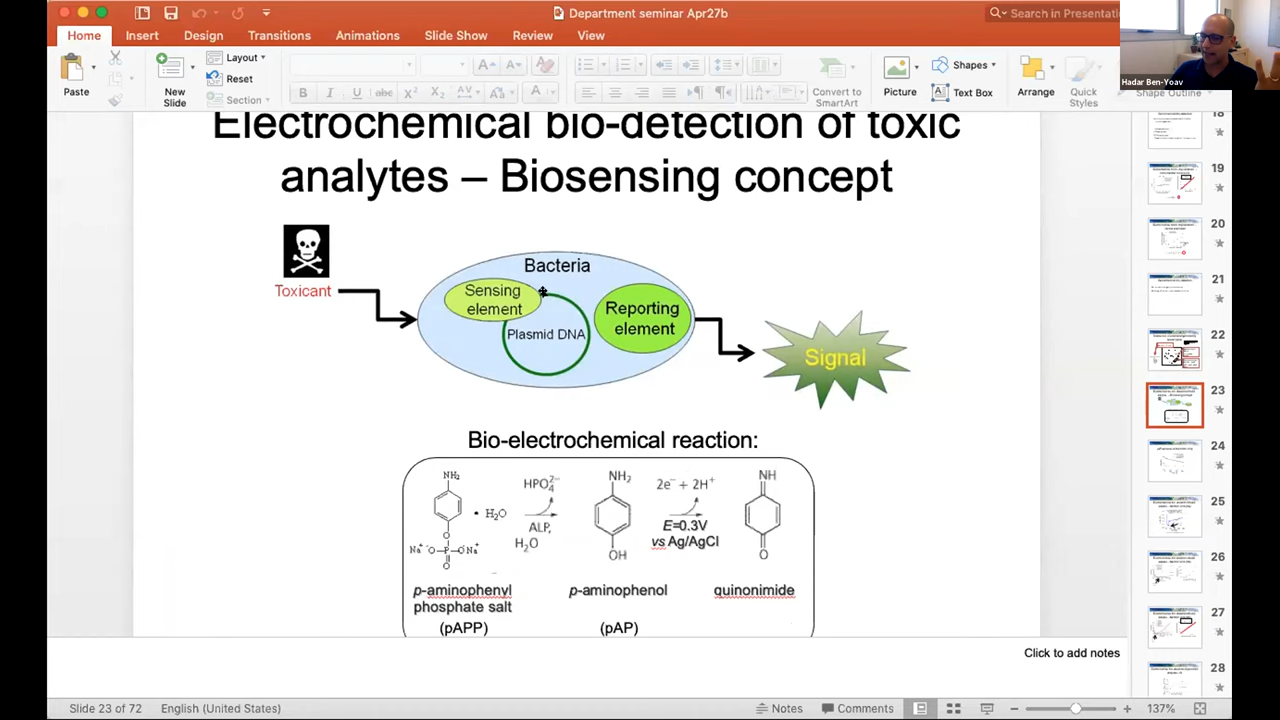 Department seminar Apr27b
Search in Presentati
Home
Insert
Design
Transitions
Animations
Slide Show
Review
View
Paste
New
Slide
Layout
Reset
Section
B
I
U
abc
Convert to
SmartArt
Picture
Shapes
Text Box
Arrange
Quick
Styles
Shape Outline
Hadar Ben-Yoav
Electrochemical bio-detection of toxic
analytes Biosensing concept
Toxicant
Bacteria
Sensing
element
Plasmid DNA
Reporting
element
Signal
Bio-electrochemical reaction:
NH₂
HPO₄²⁻
ALP
H₂O
Na⁺ ⁻O P O⁻ Na⁺
O
O
NH₂
OH
2e⁻ + 2H⁺
E=0.3V
vs Ag/AgCl
NH
O
p-aminophenyl
phosphate salt
p-aminophenol
(pAP)
quinonimide
18
19
20
21
22
23
24
25
26
27
28
Click to add notes
Slide 23 of 72
English (United States)
Notes
Comments
137%